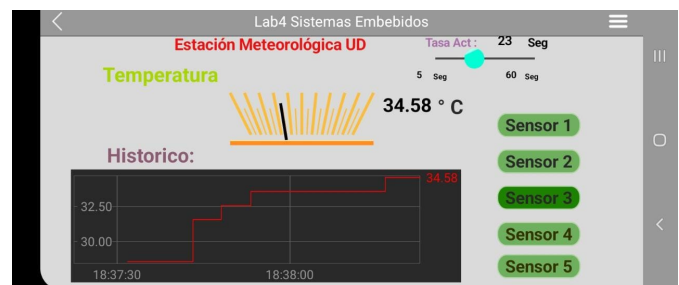 Lab4 Sistemas Embebidos
Estación Meteorológica UD
Tasa Act : 23 Seg
5 Seg 60 Seg
Temperatura
34.58 ° C
Sensor 1
Sensor 2
Sensor 3
Sensor 4
Sensor 5
Historico:
34.58
32.50
30.00
18:37:30 18:38:00